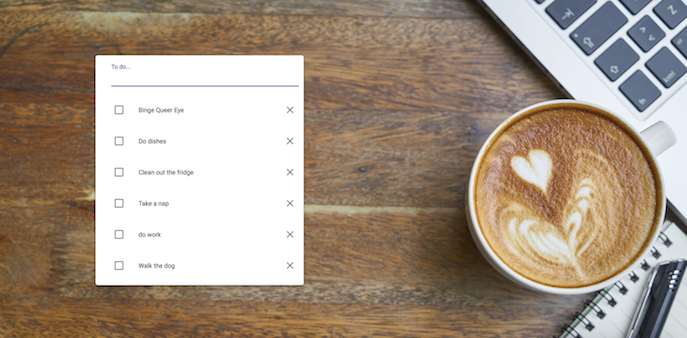 To do...
Binge Queer Eye
Do dishes
Clean out the fridge
Take a nap
do work
Walk the dog